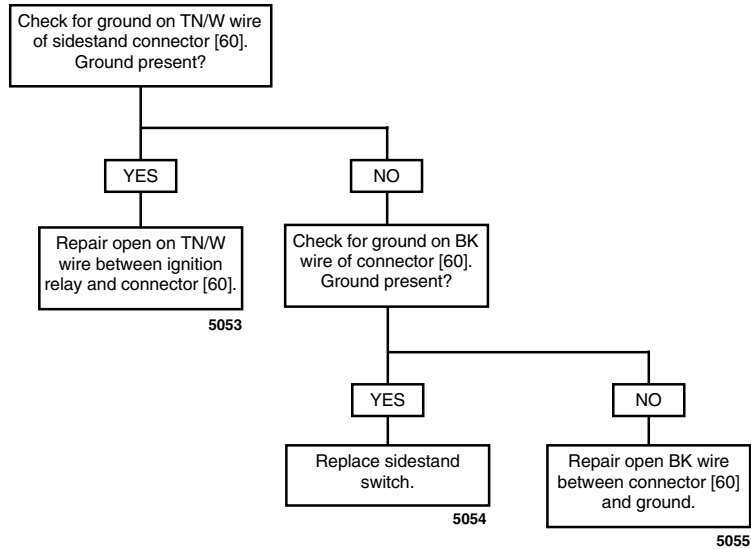 Check for ground on TN/W wire
of sidestand connector [60].
Ground present?
YES
NO
Repair open on TN/W
wire between ignition
relay and connector [60].
5053
Check for ground on BK
wire of connector [60].
Ground present?
YES
NO
Replace sidestand
switch.
5054
Repair open BK wire
between connector [60]
and ground.
5055